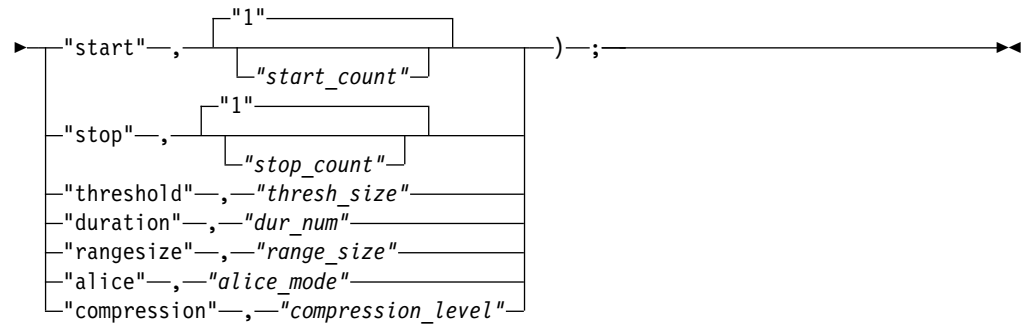 "1"
"start" , ) ;
"start_count"
"1"
"stop" ,
"stop_count"
"threshold" , "thresh_size"
"duration" , "dur_num"
"rangesize" , "range_size"
"alice" , "alice_mode"
"compression" , "compression_level"